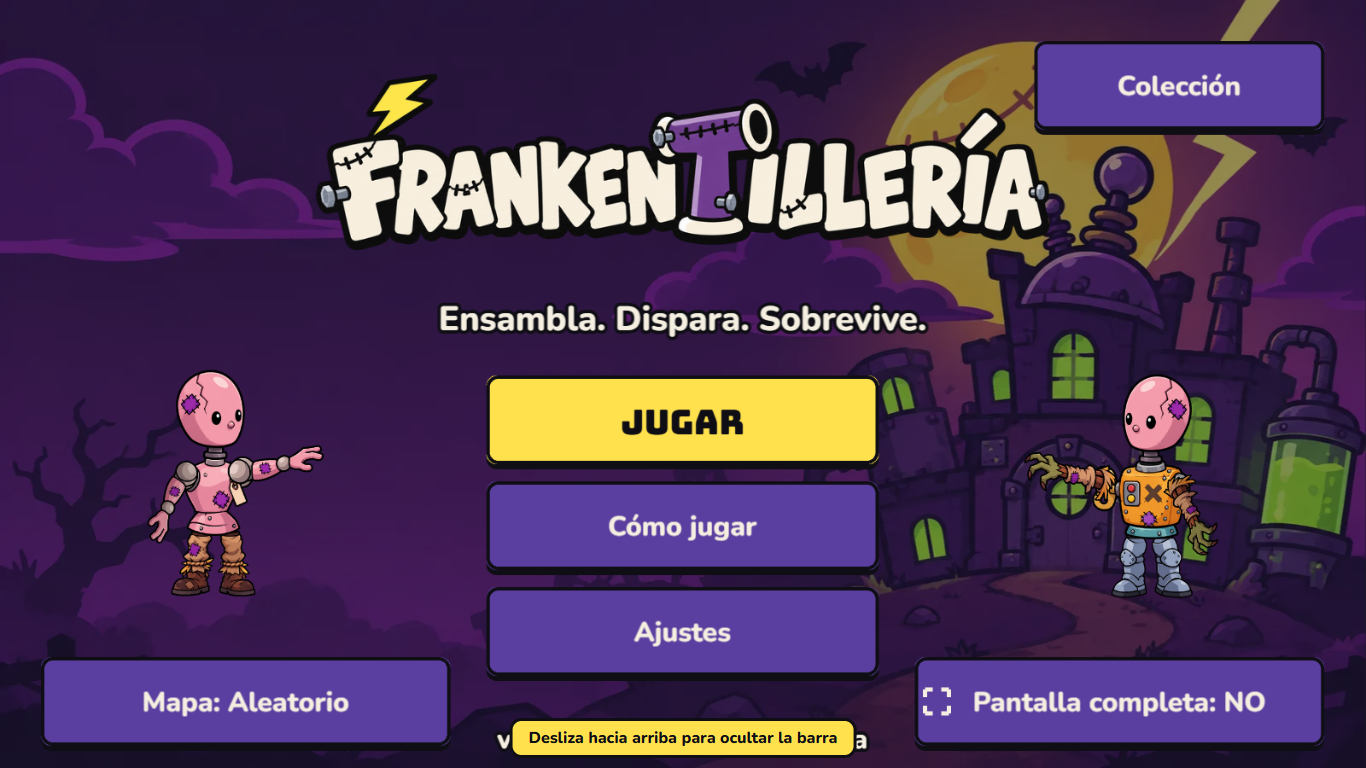 Colección
FRANKENTILLERÍA
Ensambla. Dispara. Sobrevive.
JUGAR
Cómo jugar
Ajustes
Mapa: Aleatorio
Pantalla completa: NO
Desliza hacia arriba para ocultar la barra